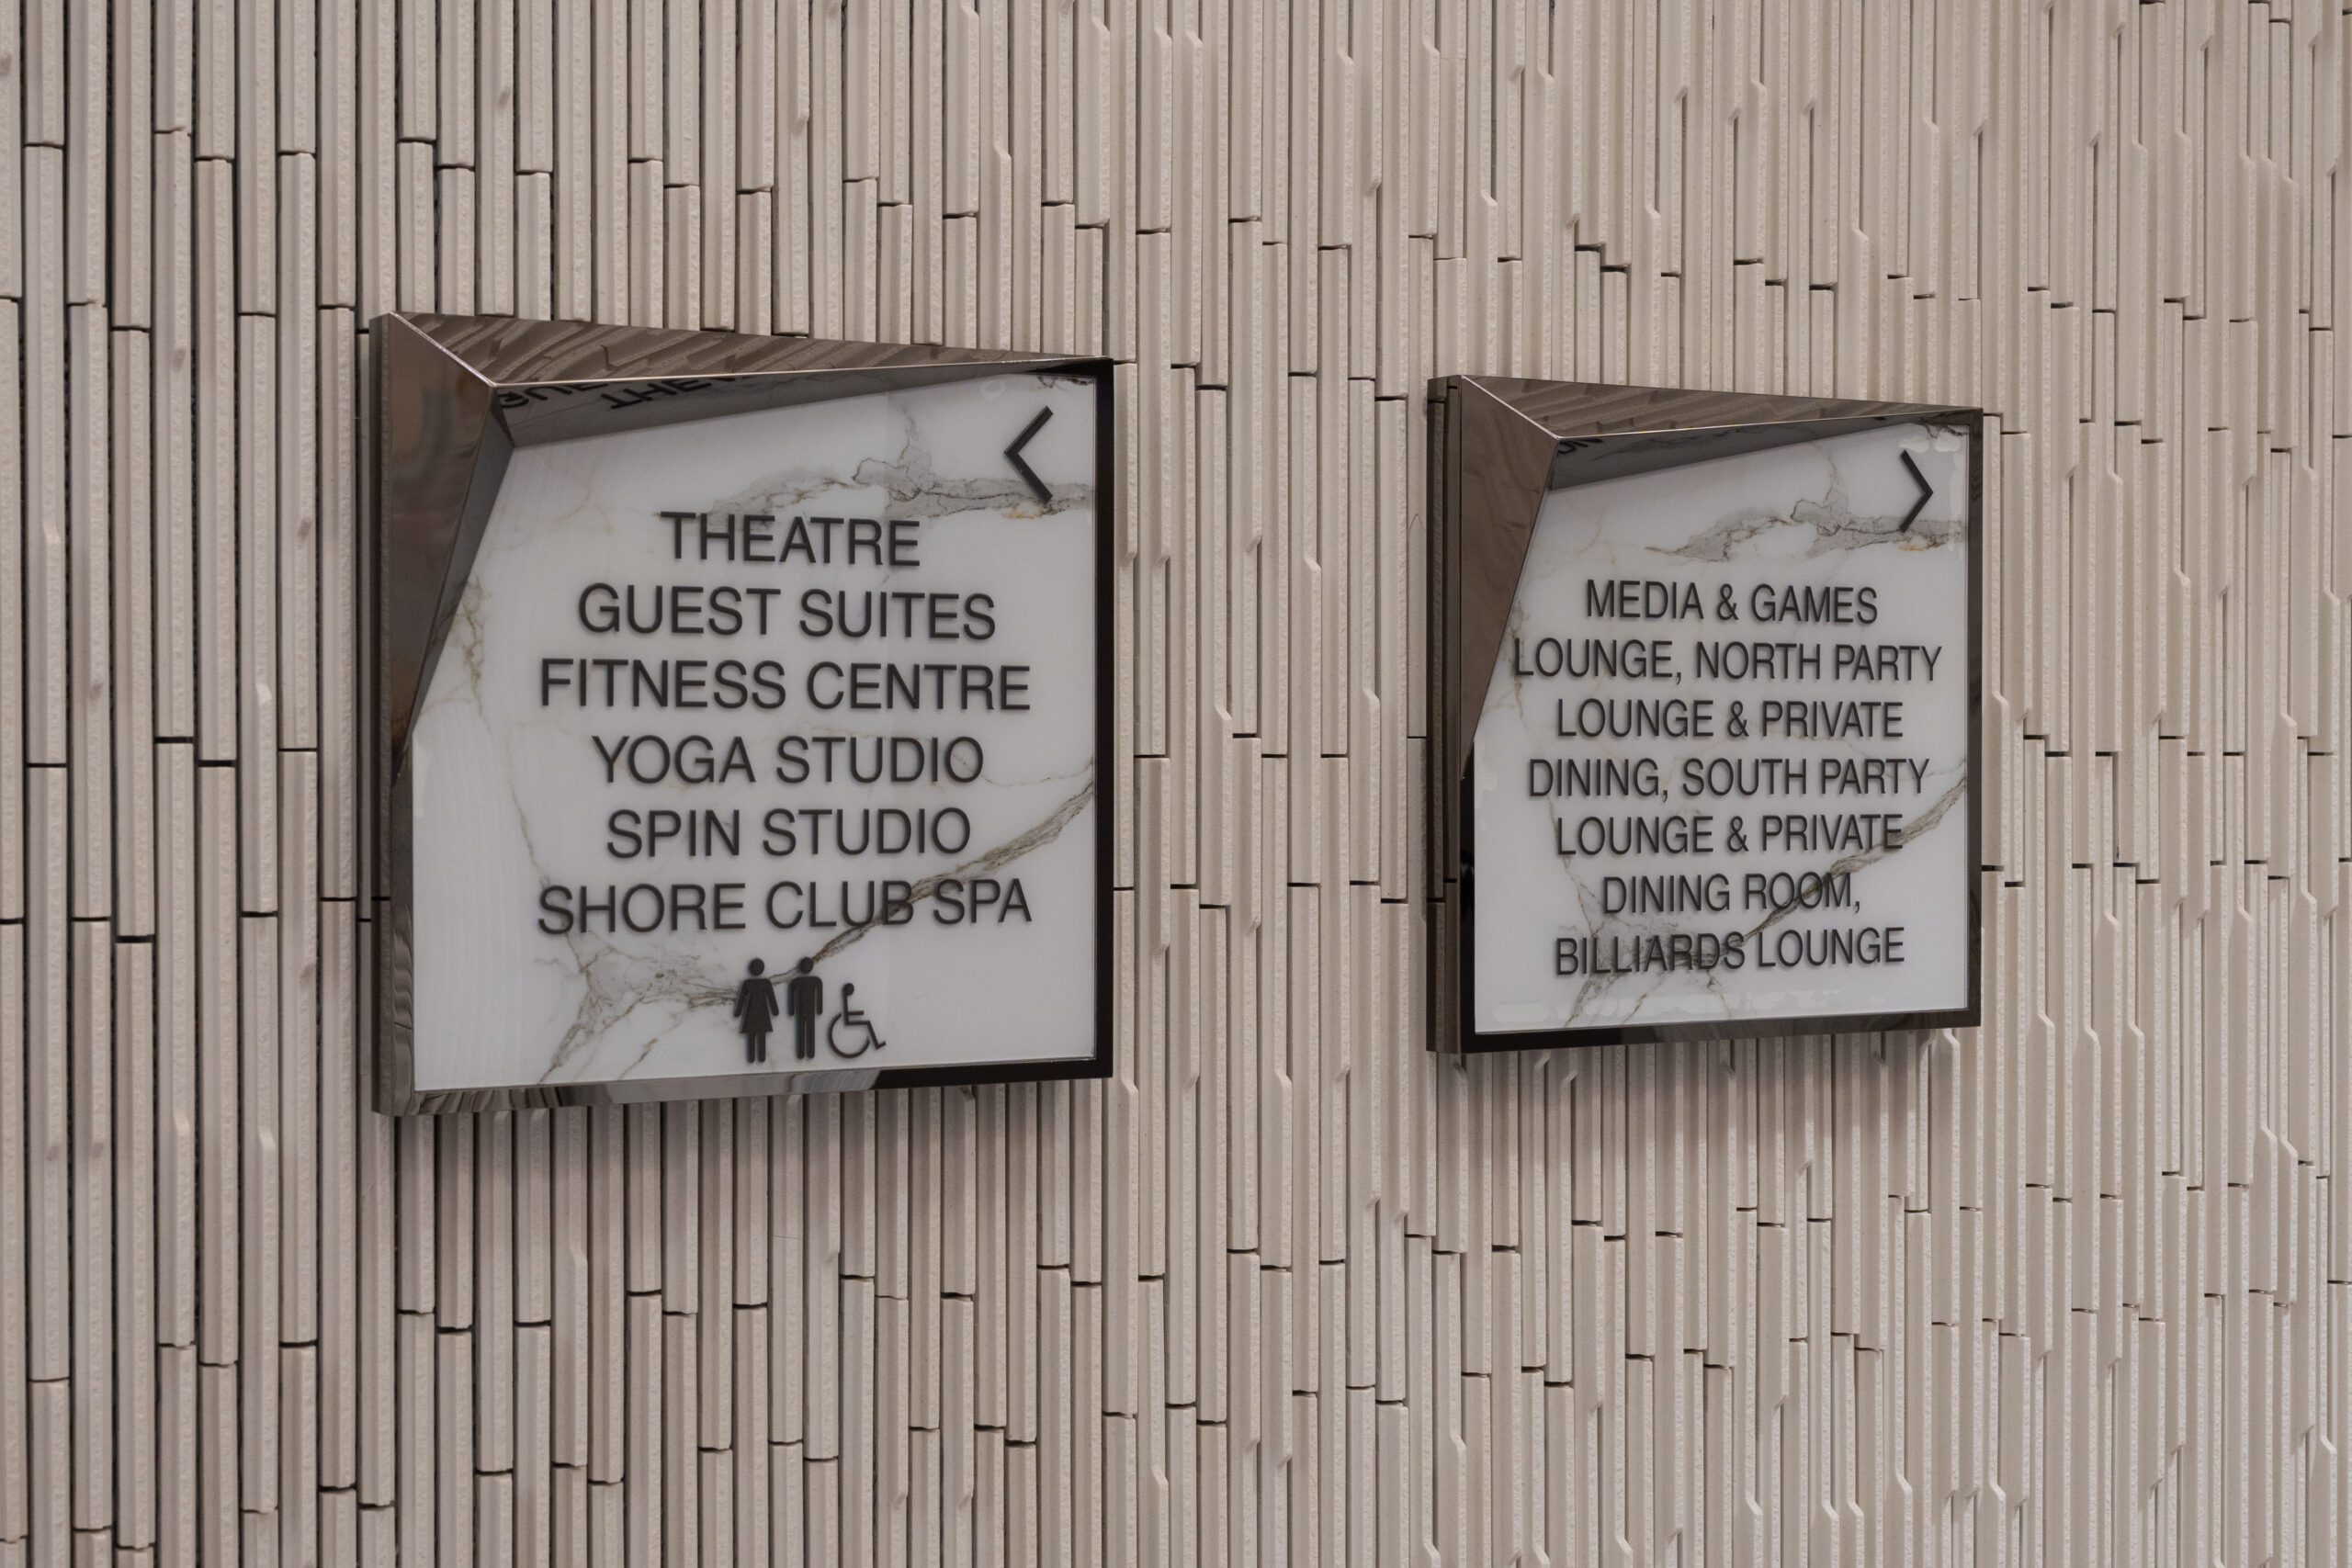 THEATRE
GUEST SUITES
FITNESS CENTRE
YOGA STUDIO
SPIN STUDIO
SHORE CLUB SPA
MEDIA & GAMES
LOUNGE, NORTH PARTY
LOUNGE & PRIVATE
DINING, SOUTH PARTY
LOUNGE & PRIVATE
DINING ROOM,
BILLIARDS LOUNGE